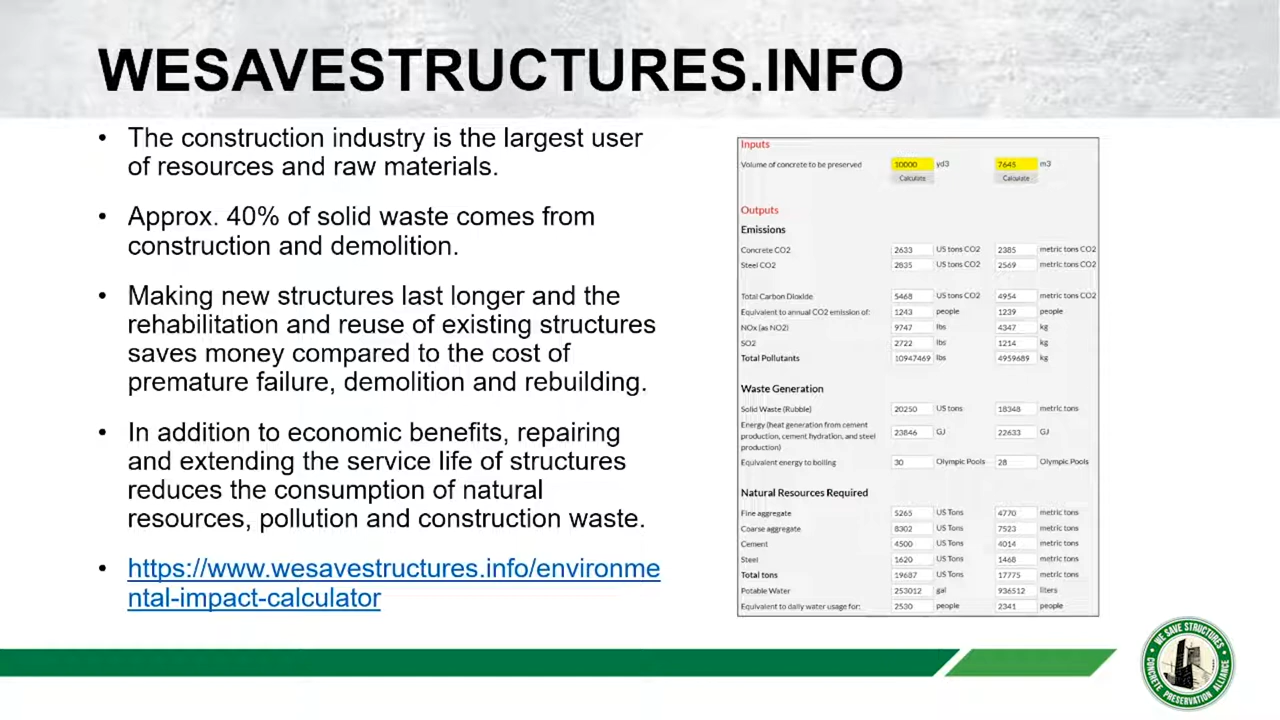 WESAVESTRUCTURES.INFO
• The construction industry is the largest user
of resources and raw materials.
• Approx. 40% of solid waste comes from
construction and demolition.
• Making new structures last longer and the
rehabilitation and reuse of existing structures
saves money compared to the cost of
premature failure, demolition and rebuilding.
• In addition to economic benefits, repairing
and extending the service life of structures
reduces the consumption of natural
resources, pollution and construction waste.
• https://www.wesavestructures.info/environme
ntal-impact-calculator
Inputs
Volume of concrete to be preserved 10000 yd3 7645 m3
Calculate Calculate
Outputs
Emissions
Concrete CO2 2633 US tons CO2 2385 metric tons CO2
Steel CO2 2835 US tons CO2 2569 metric tons CO2
Total Carbon Dioxide 5468 US tons CO2 4954 metric tons CO2
Equivalent to annual CO2 emission of: 1243 people 1239 people
NOx (as NO2) 9747 lbs 4347 kg
SO2 2722 lbs 1214 kg
Total Pollutants 10947469 lbs 4959689 kg
Waste Generation
Solid Waste (Rubble) 20250 US tons 18348 metric tons
Energy (heat generation from cement
production, cement hydration, and steel 23846 GJ 22633 GJ
production)
Equivalent energy to boiling 30 Olympic Pools 28 Olympic Pools
Natural Resources Required
Fine aggregate 5265 US Tons 4770 metric tons
Coarse aggregate 8302 US Tons 7523 metric tons
Cement 4500 US Tons 4014 metric tons
Steel 1620 US Tons 1468 metric tons
Total tons 19687 US Tons 17775 metric tons
Potable Water 253012 gal 936512 liters
Equivalent to daily water usage for: 2530 people 2341 people
WE SAVE STRUCTURES
CONCRETE PRESERVATION ALLIANCE